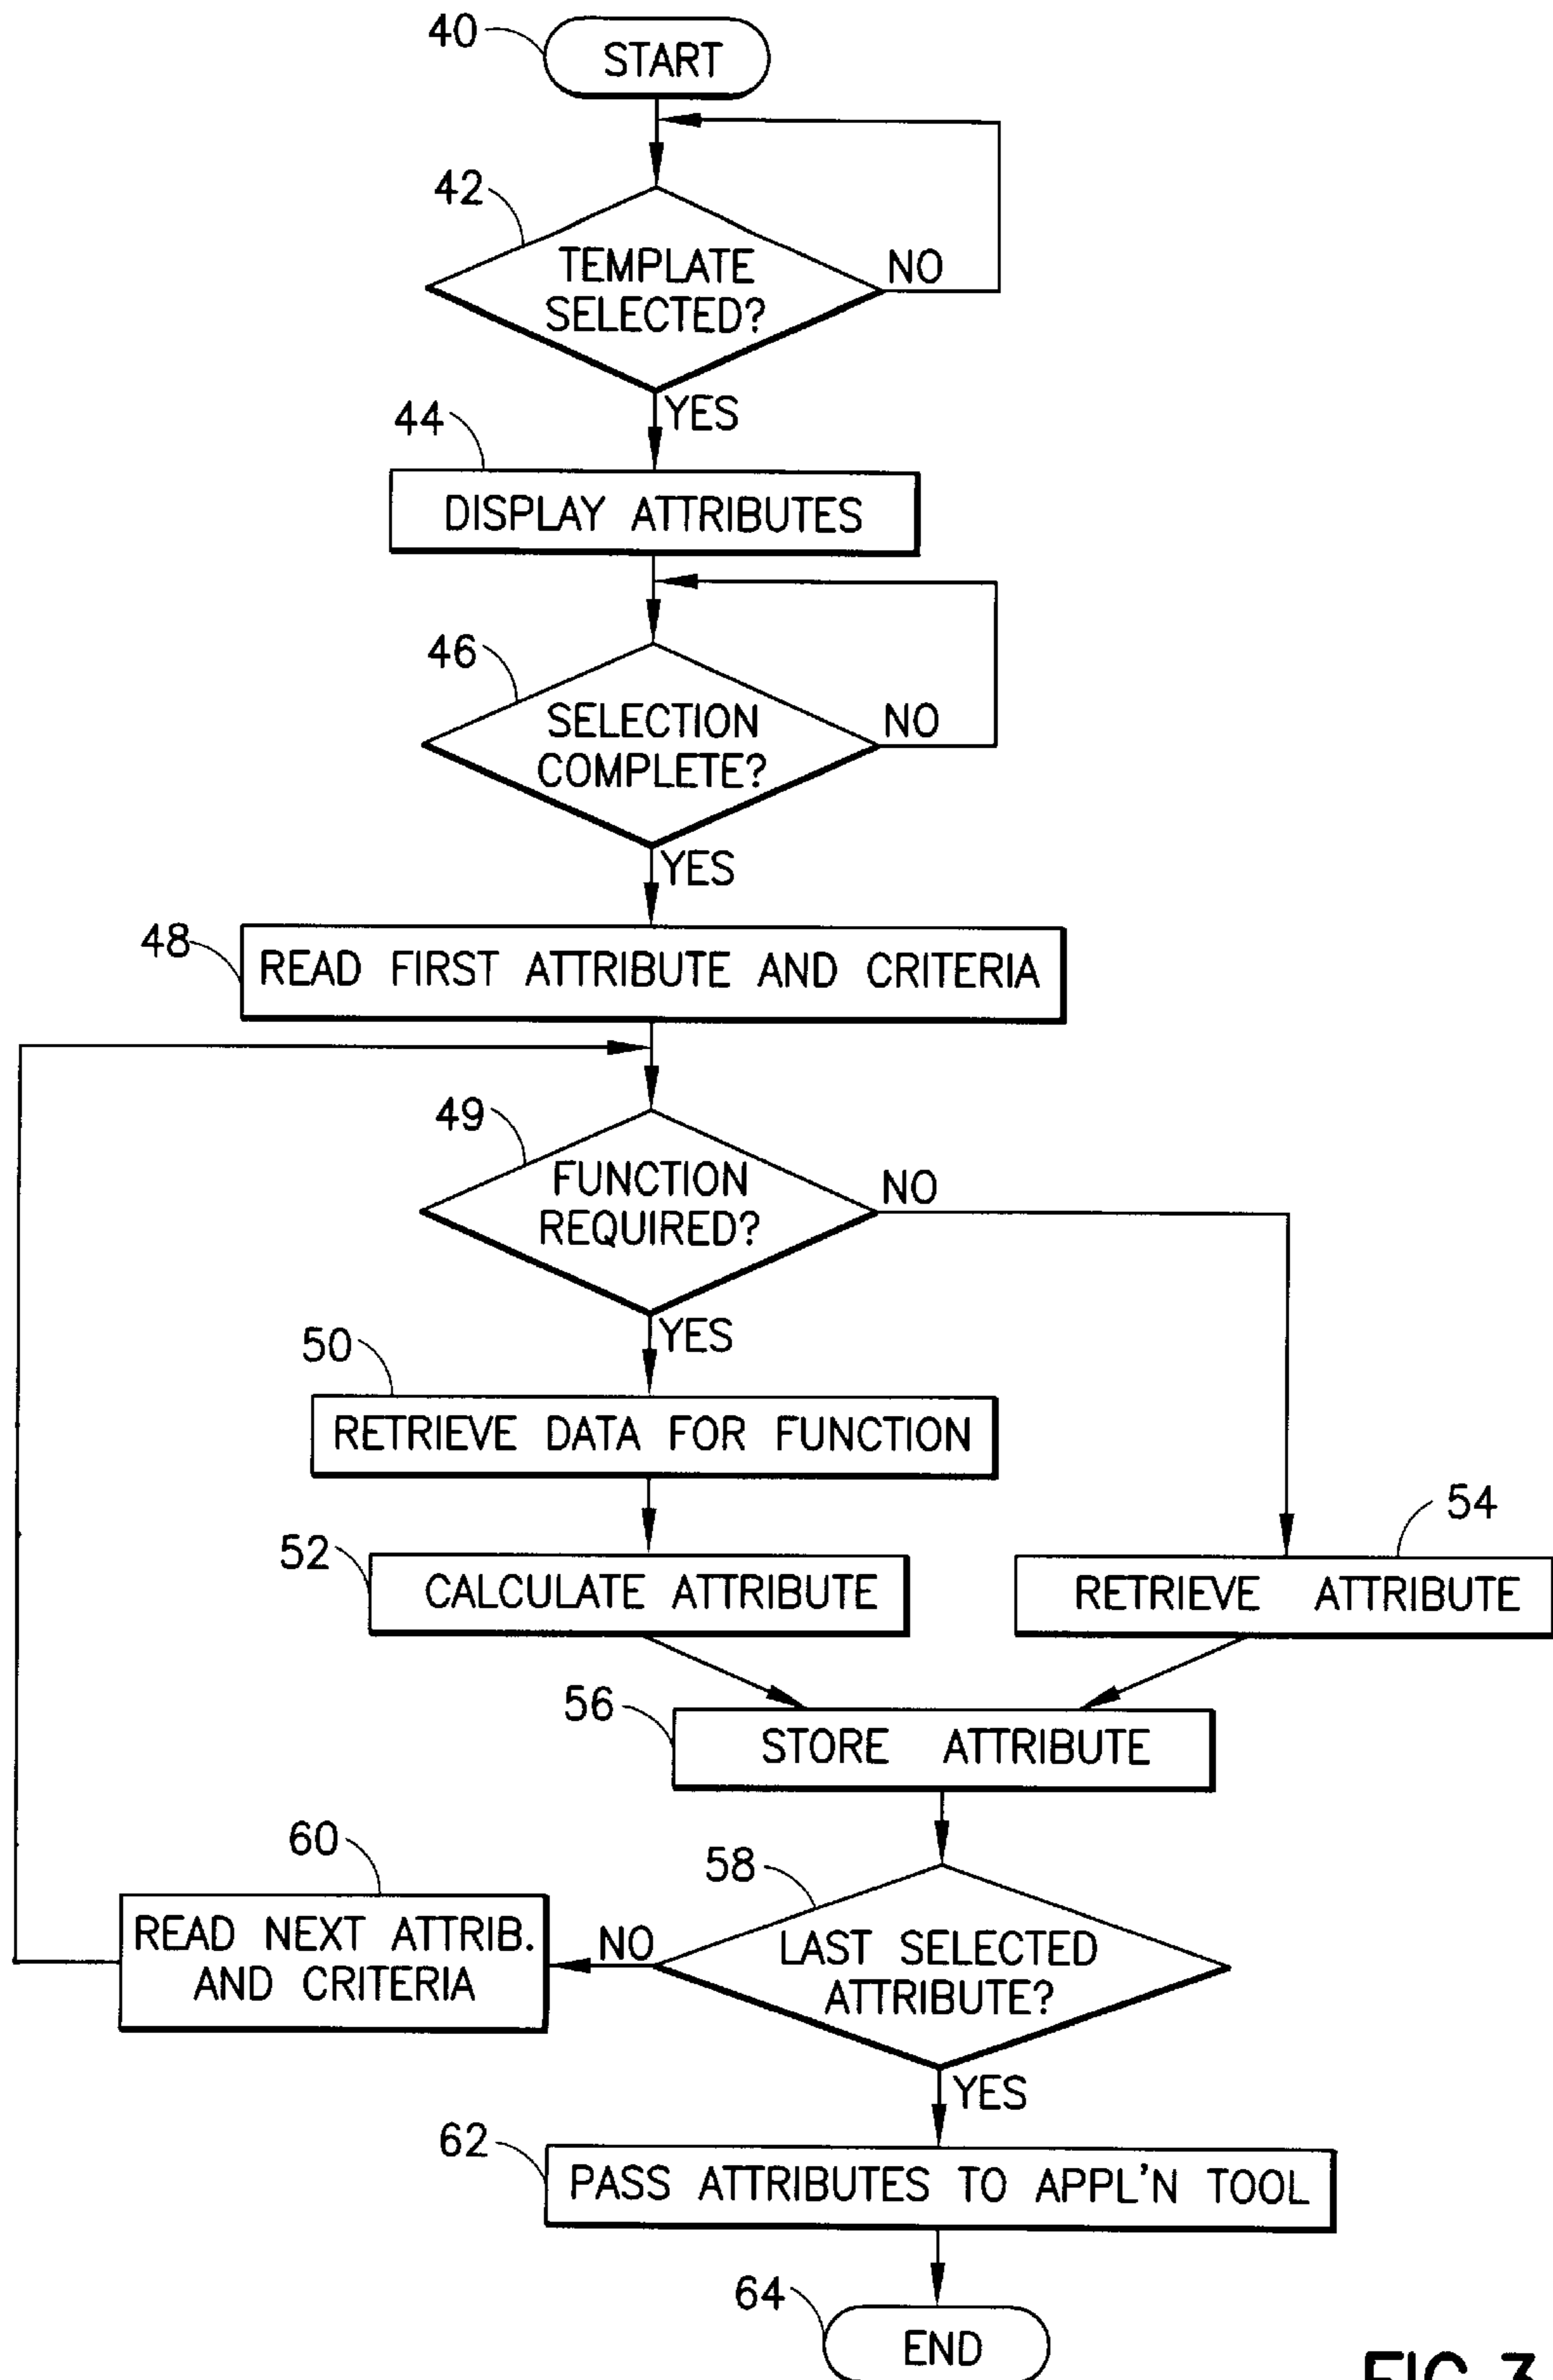 40
START
42
TEMPLATE
SELECTED?
NO
YES
44
DISPLAY ATTRIBUTES
46
SELECTION
COMPLETE?
NO
YES
48
READ FIRST ATTRIBUTE AND CRITERIA
49
FUNCTION
REQUIRED?
NO
YES
50
RETRIEVE DATA FOR FUNCTION
52
CALCULATE ATTRIBUTE
54
RETRIEVE ATTRIBUTE
56
STORE ATTRIBUTE
58
LAST SELECTED
ATTRIBUTE?
NO
60
READ NEXT ATTRIB.
AND CRITERIA
YES
62
PASS ATTRIBUTES TO APPL'N TOOL
64
END
FIG.3